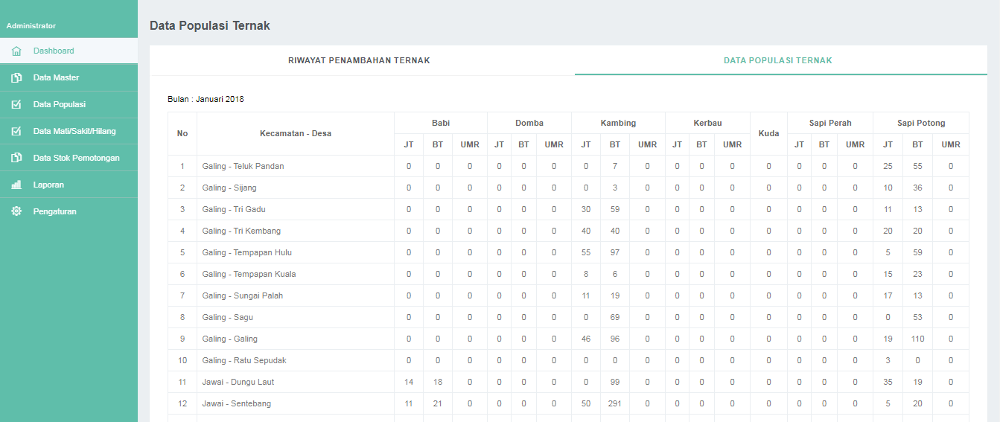 Administrator
Dashboard
Data Master
Data Populasi
Data Mati/Sakit/Hilang
Data Stok Pemotongan
Laporan
Pengaturan
Data Populasi Ternak
RIWAYAT PENAMBAHAN TERNAK DATA POPULASI TERNAK
Bulan : Januari 2018
No Kecamatan - Desa Babi Domba Kambing Kerbau Kuda Sapi Perah Sapi Potong
JT BT UMR JT BT UMR JT BT UMR JT BT UMR JT BT UMR JT BT UMR
1 Galing - Teluk Pandan 0 0 0 0 0 0 0 7 0 0 0 0 0 0 0 0 25 55 0
2 Galing - Sijang 0 0 0 0 0 0 0 3 0 0 0 0 0 0 0 0 10 36 0
3 Galing - Tri Gadu 0 0 0 0 0 0 30 59 0 0 0 0 0 0 0 0 11 13 0
4 Galing - Tri Kembang 0 0 0 0 0 0 40 40 0 0 0 0 0 0 0 0 20 20 0
5 Galing - Tempapan Hulu 0 0 0 0 0 0 55 97 0 0 0 0 0 0 0 0 5 59 0
6 Galing - Tempapan Kuala 0 0 0 0 0 0 8 6 0 0 0 0 0 0 0 0 15 23 0
7 Galing - Sungai Palah 0 0 0 0 0 0 11 19 0 0 0 0 0 0 0 0 17 13 0
8 Galing - Sagu 0 0 0 0 0 0 0 69 0 0 0 0 0 0 0 0 0 53 0
9 Galing - Galing 0 0 0 0 0 0 46 96 0 0 0 0 0 0 0 0 19 110 0
10 Galing - Ratu Sepudak 0 0 0 0 0 0 0 0 0 0 0 0 0 0 0 0 3 0 0
11 Jawai - Dungu Laut 14 18 0 0 0 0 0 99 0 0 0 0 0 0 0 0 35 19 0
12 Jawai - Sentebang 11 21 0 0 0 0 50 291 0 0 0 0 0 0 0 0 5 20 0